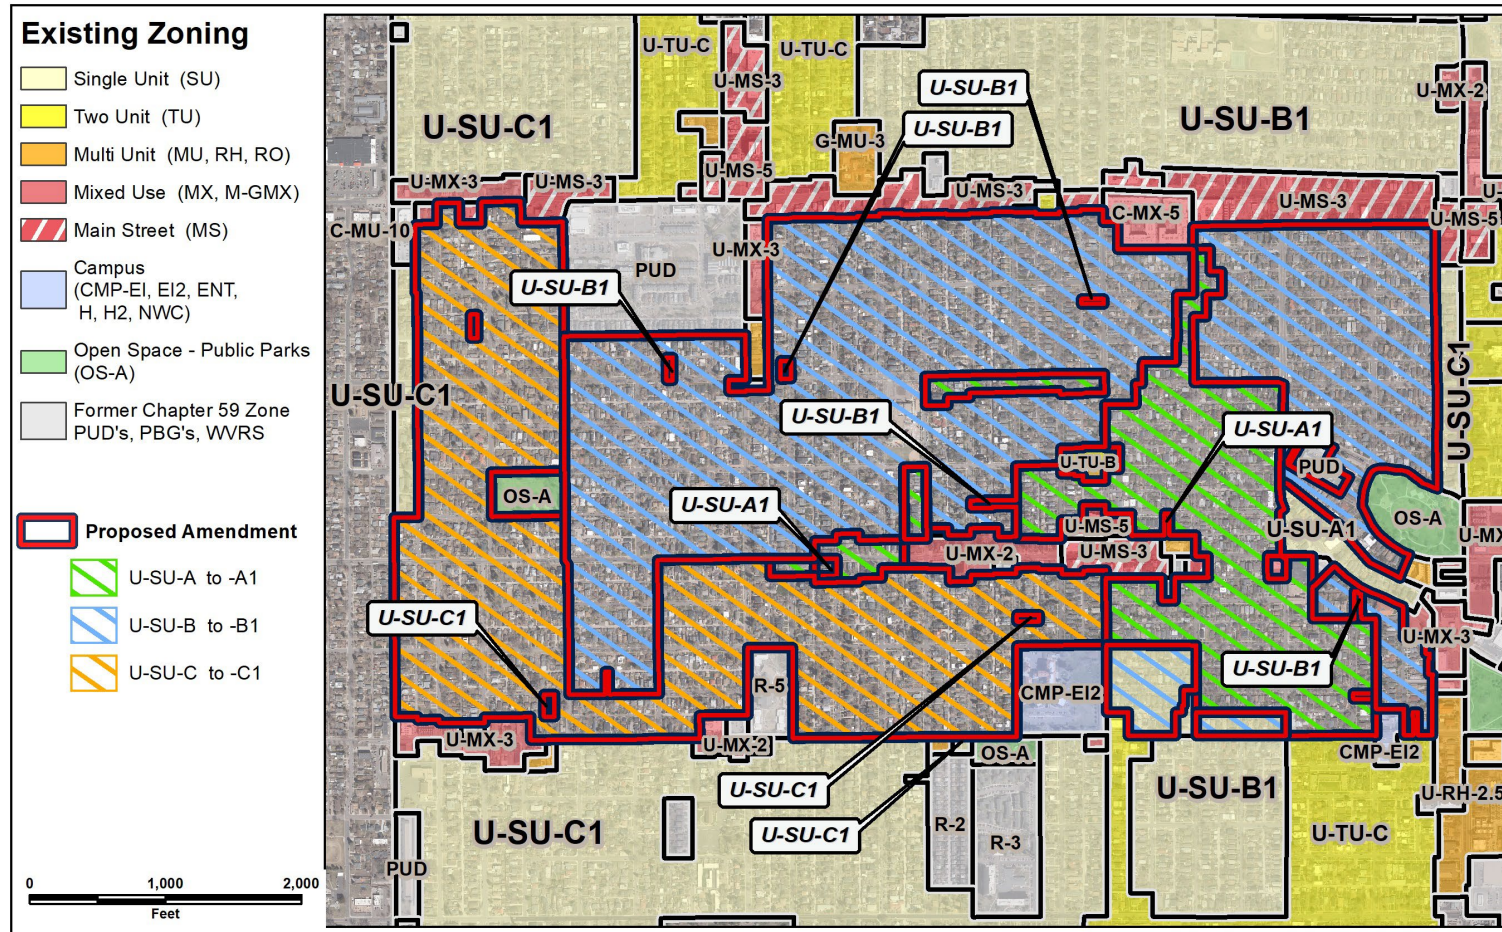 Existing Zoning
Single Unit (SU)
Two Unit (TU)
Multi Unit (MU, RH, RO)
Mixed Use (MX, M-GMX)
Main Street (MS)
Campus
(CMP-EI, EI2, ENT,
H, H2, NWC)
Open Space - Public Parks
(OS-A)
Former Chapter 59 Zone
PUD's, PBG's, WVRS
Proposed Amendment
U-SU-A to -A1
U-SU-B to -B1
U-SU-C to -C1
0 1,000 2,000
Feet
U-TU-C
U-TU-C
U-MS-3
U-SU-B1
U-MX-2
U-SU-C1
U-SU-B1
U-SU-B1
G-MU-3
U-MS-5
U-MX-3
U-MS-3
U-MS-3
U-MS-3
U-
C-MX-5
U-MS-5
C-MU-10
U-MX-3
PUD
U-SU-B1
U-SU-C1
U-SU-C1
U-SU-B1
U-SU-A1
U-TU-B
PUD
OS-A
U-SU-A1
OS-A
U-MS-5
U-SU-A1
U-MX
U-MX-2
U-MS-3
U-SU-C1
U-MX-3
U-SU-B1
R-5
CMP-EI2
U-MX-3
U-MX-2
OS-A
CMP-EI2
U-SU-C1
U-SU-B1
U-RH-2.5
U-SU-C1
U-SU-C1
R-2
R-3
U-TU-C
PUD